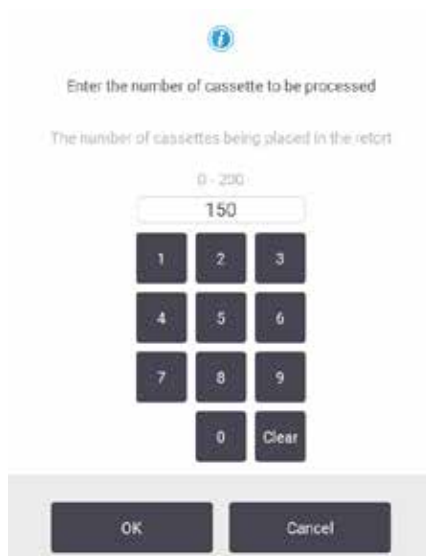 Enter the number of cassette to be processed
The number of cassettes being placed in the retort
0 - 200
150
1 2 3
4 5 6
7 8 9
0 Clear
OK Cancel